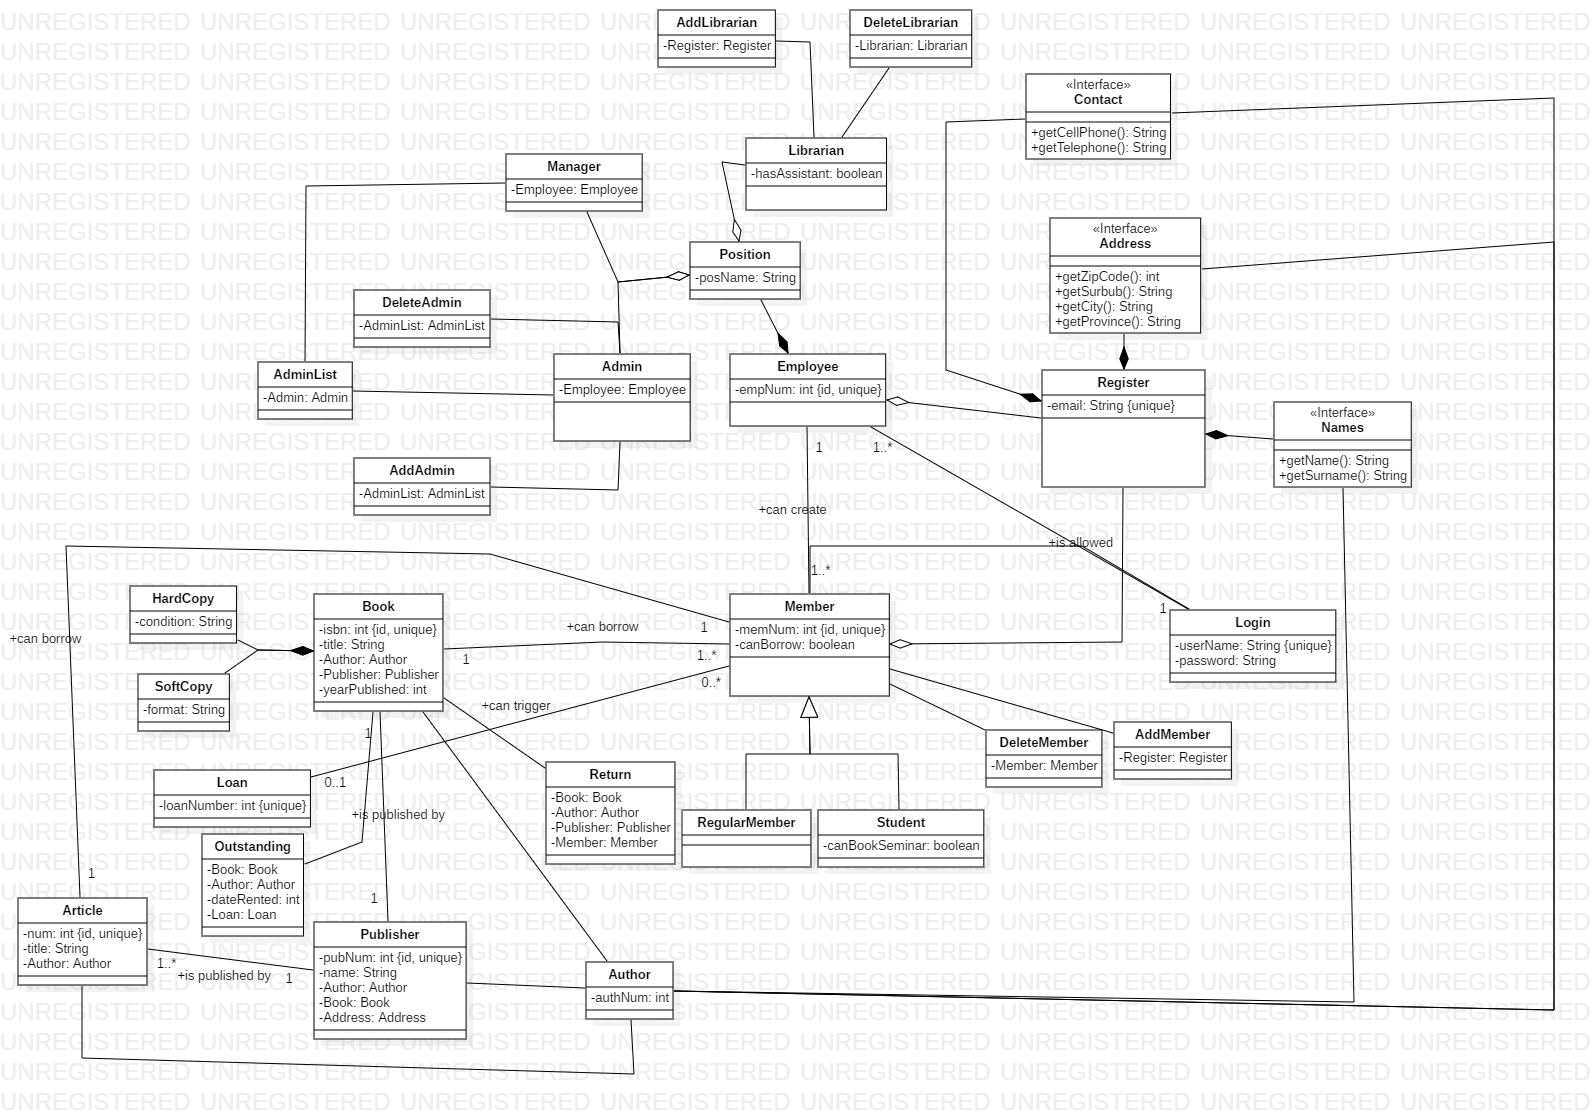 AddLibrarian
-Register: Register
DeleteLibrarian
-Librarian: Librarian
«Interface»
Contact
+getCellPhone(): String
+getTelephone(): String
Librarian
-hasAssistant: boolean
Manager
-Employee: Employee
«Interface»
Address
+getZipCode(): int
+getSurbub(): String
+getCity(): String
+getProvince(): String
Position
-posName: String
DeleteAdmin
-AdminList: AdminList
AdminList
-Admin: Admin
Admin
-Employee: Employee
Employee
-empNum: int {id, unique}
Register
-email: String {unique}
«Interface»
Names
+getName(): String
+getSurname(): String
AddAdmin
-AdminList: AdminList
1
1..*
+can create
+is allowed
1..*
1
HardCopy
-condition: String
+can borrow
Book
-isbn: int {id, unique}
-title: String
-Author: Author
-Publisher: Publisher
-yearPublished: int
+can borrow
1
1
1..*
0..*
Member
-memNum: int {id, unique}
-canBorrow: boolean
Login
-userName: String {unique}
-password: String
SoftCopy
-format: String
+can trigger
1
0..1
DeleteMember
-Member: Member
AddMember
-Register: Register
Loan
-loanNumber: int {unique}
Return
-Book: Book
-Author: Author
-Publisher: Publisher
-Member: Member
RegularMember
Student
-canBookSeminar: boolean
+is published by
Outstanding
-Book: Book
-Author: Author
-dateRented: int
-Loan: Loan
1
1
Article
-num: int {id, unique}
-title: String
-Author: Author
1..*
+is published by
1
Publisher
-pubNum: int {id, unique}
-name: String
-Author: Author
-Book: Book
-Address: Address
Author
-authNum: int
UNREGISTERED